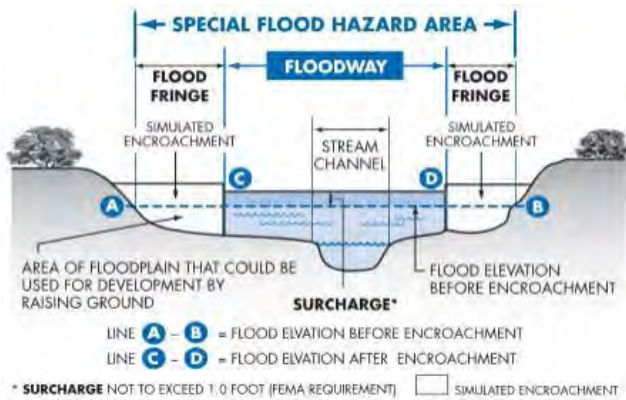 SPECIAL FLOOD HAZARD AREA
FLOOD
FRINGE
FLOODWAY
FLOOD
FRINGE
SIMULATED
ENCROACHMENT
STREAM
CHANNEL
SIMULATED
ENCROACHMENT
C
D
A
B
AREA OF FLOODPLAIN THAT COULD BE
USED FOR DEVELOPMENT BY
RAISING GROUND
FLOOD ELEVATION
BEFORE ENCROACHMENT
SURCHARGE*
LINE A - B = FLOOD ELVATION BEFORE ENCROACHMENT
LINE C - D = FLOOD ELVATION AFTER ENCROACHMENT
* SURCHARGE NOT TO EXCEED 1.0 FOOT (FEMA REQUIREMENT) SIMULATED ENCROACHMENT